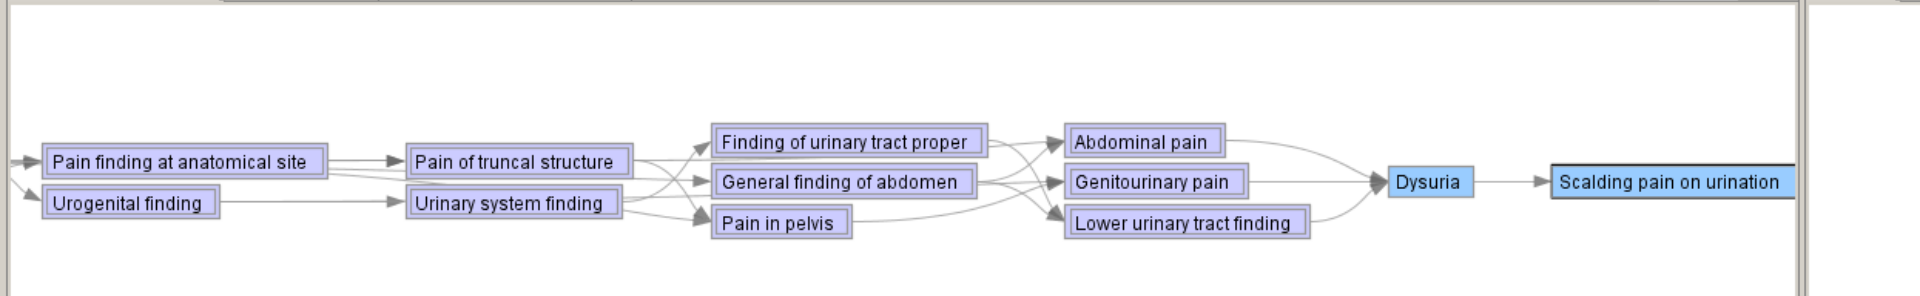 Pain finding at anatomical site
Urogenital finding
Pain of truncal structure
Urinary system finding
Finding of urinary tract proper
General finding of abdomen
Pain in pelvis
Abdominal pain
Genitourinary pain
Lower urinary tract finding
Dysuria
Scalding pain on urination